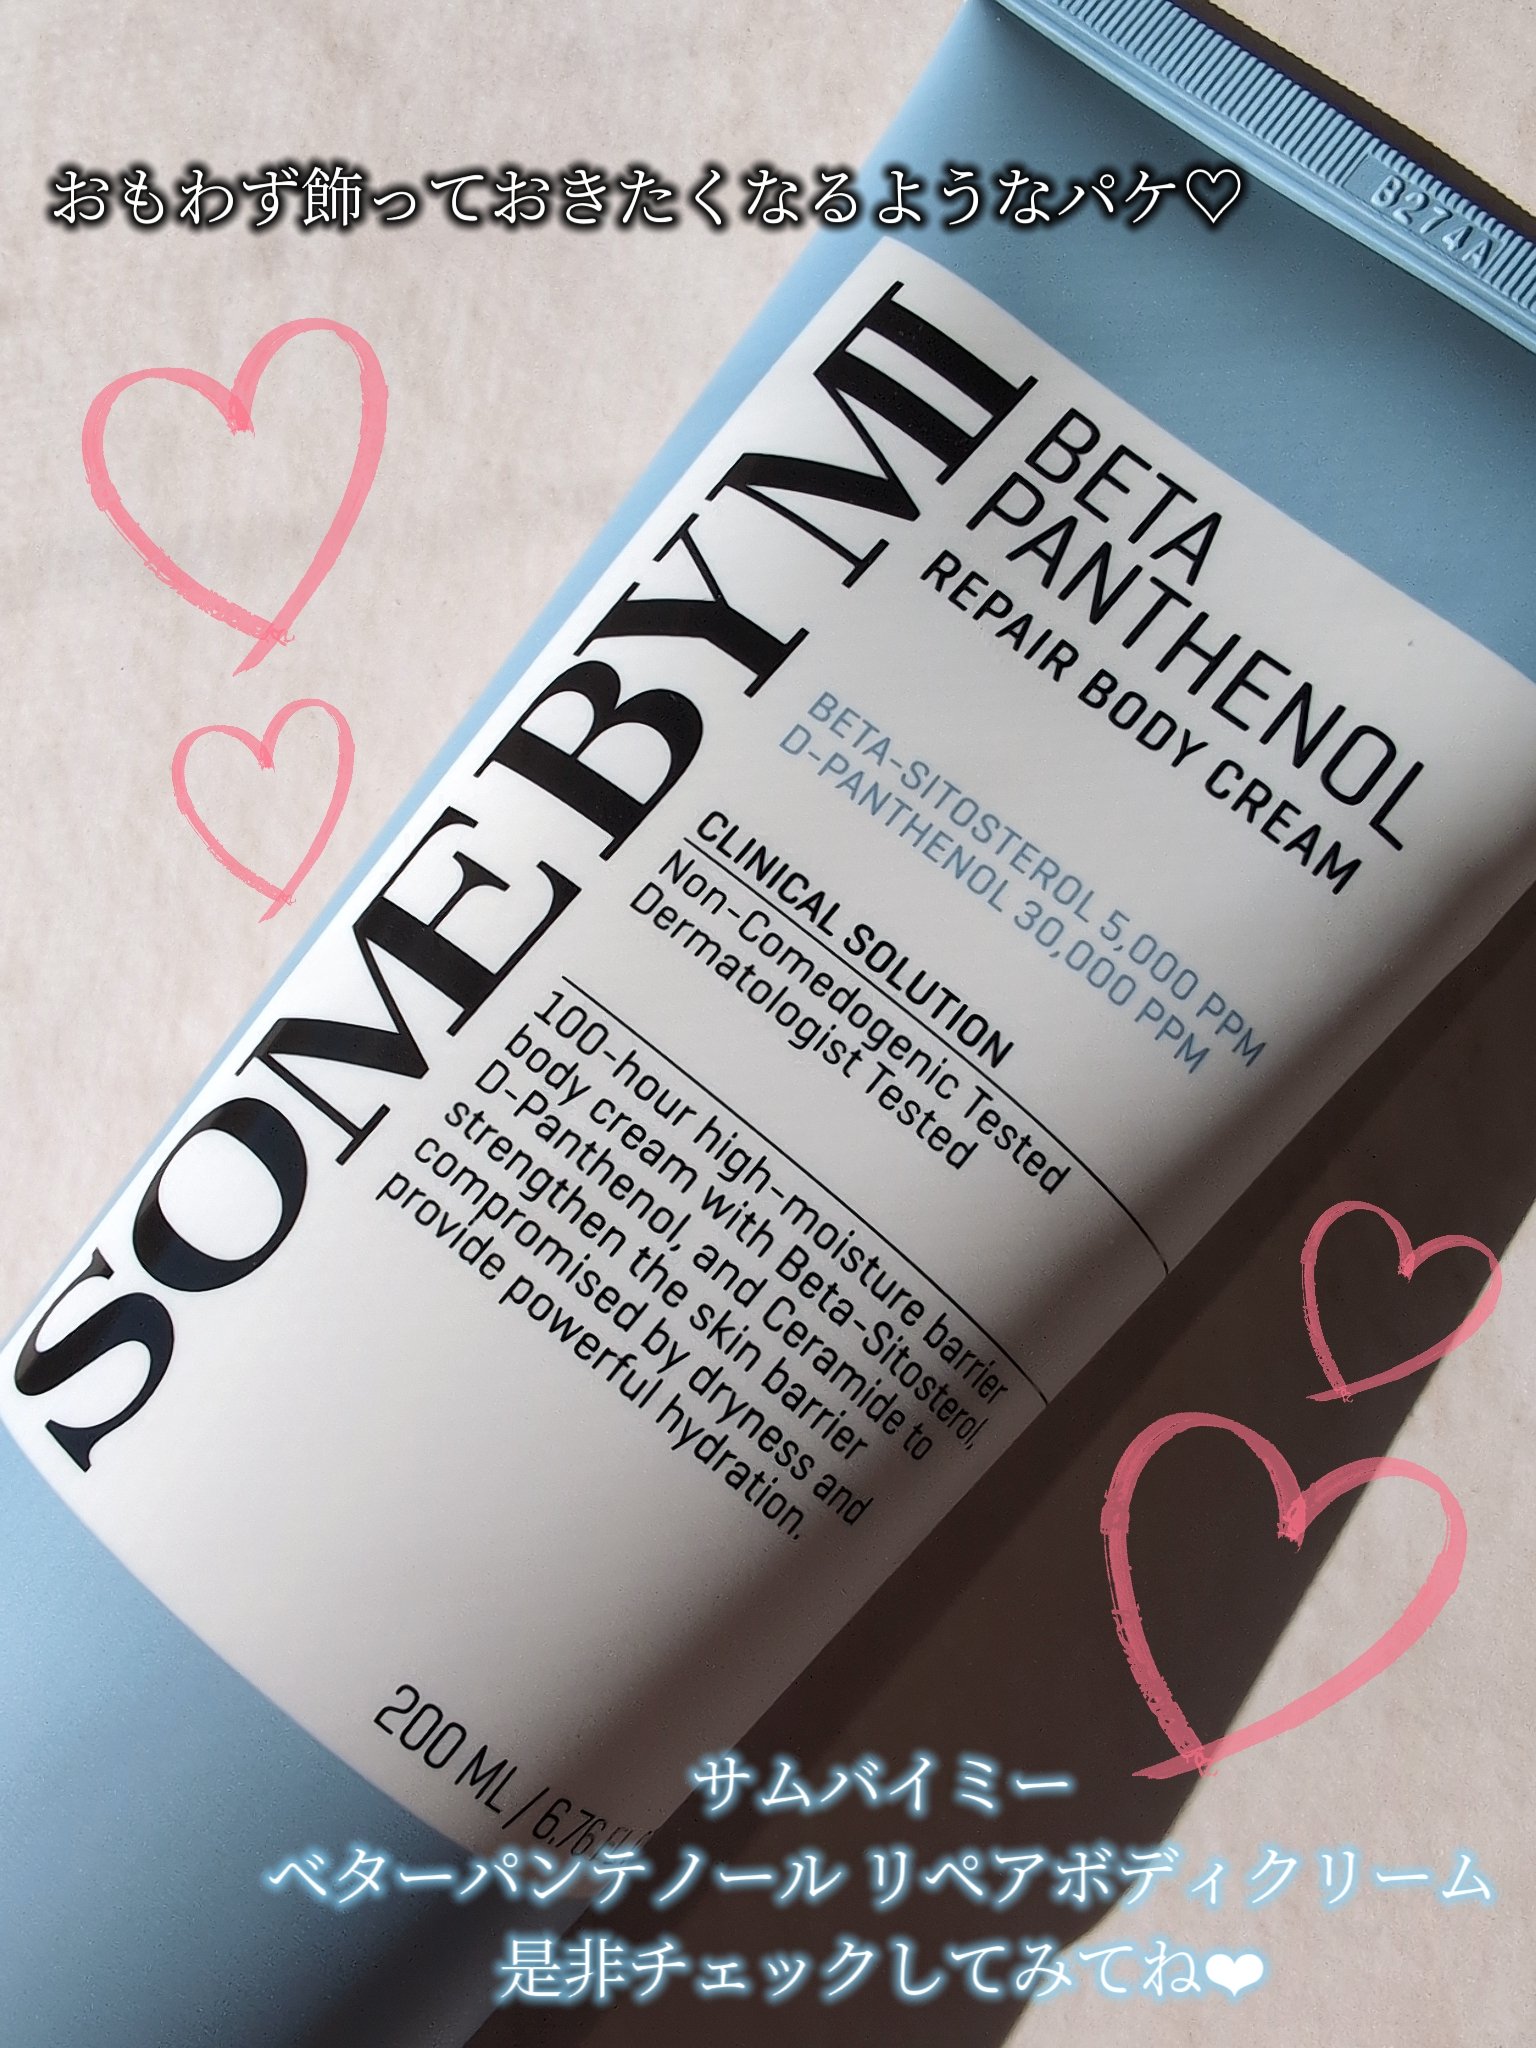 おもわず飾っておきたくなるようなパケ♡
B274A
SOME BY MI
BETA
PANTHENOL
REPAIR BODY CREAM
BETA-SITOSTEROL 5,000 PPM
D-PANTHENOL 30,000 PPM
CLINICAL SOLUTION
Non-Comedogenic Tested
Dermatologist Tested
100-hour high-moisture barrier
body cream with Beta-Sitosterol,
D-Panthenol, and Ceramide to
strengthen the skin barrier
compromised by dryness and
provide powerful hydration.
200 ML / 6.76
サムバイミー
ベターパンテノール リペアボディクリーム
是非チェックしてみてね❤